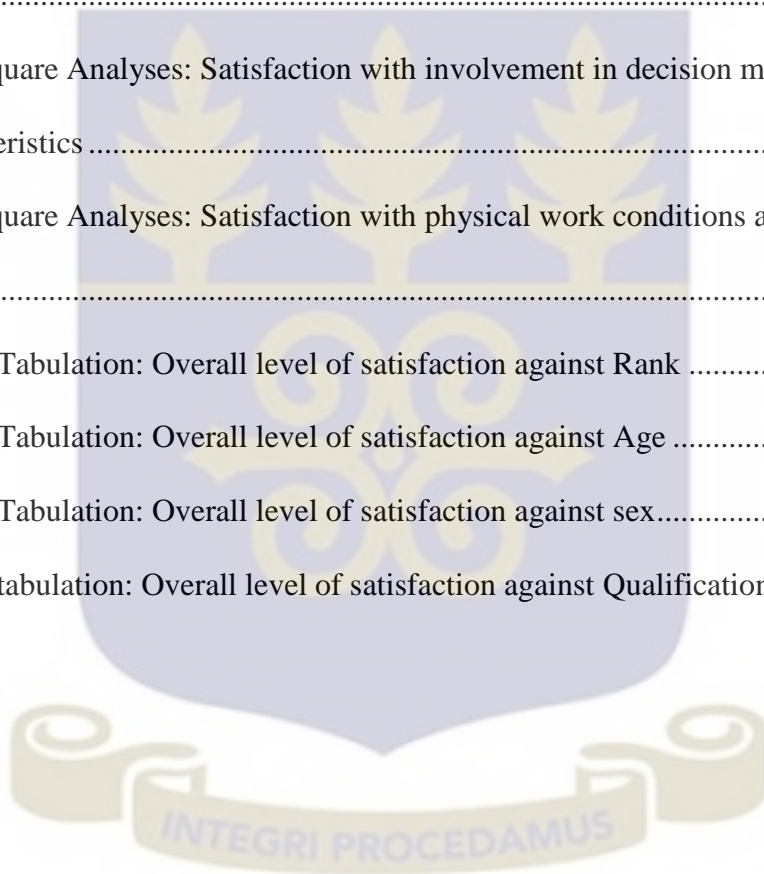 ................................................................................
quare Analyses: Satisfaction with involvement in decision m
eristics ................................................................................
quare Analyses: Satisfaction with physical work conditions a
................................................................................
Tabulation: Overall level of satisfaction against Rank ............
Tabulation: Overall level of satisfaction against Age ..............
Tabulation: Overall level of satisfaction against sex................
tabulation: Overall level of satisfaction against Qualification
INTEGRI PROCEDAMUS